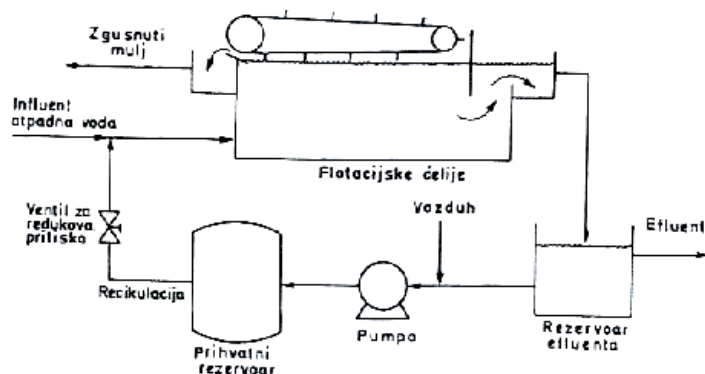 Zgusnuti
mulj
Influent
otpadna voda
Flotacijske ćelije
Ventil za
redukova.
pritiska
Vazduh
Efluent
Recikulacija
Pumpa
Prihvatni
rezervoar
Rezervoar
efluenta